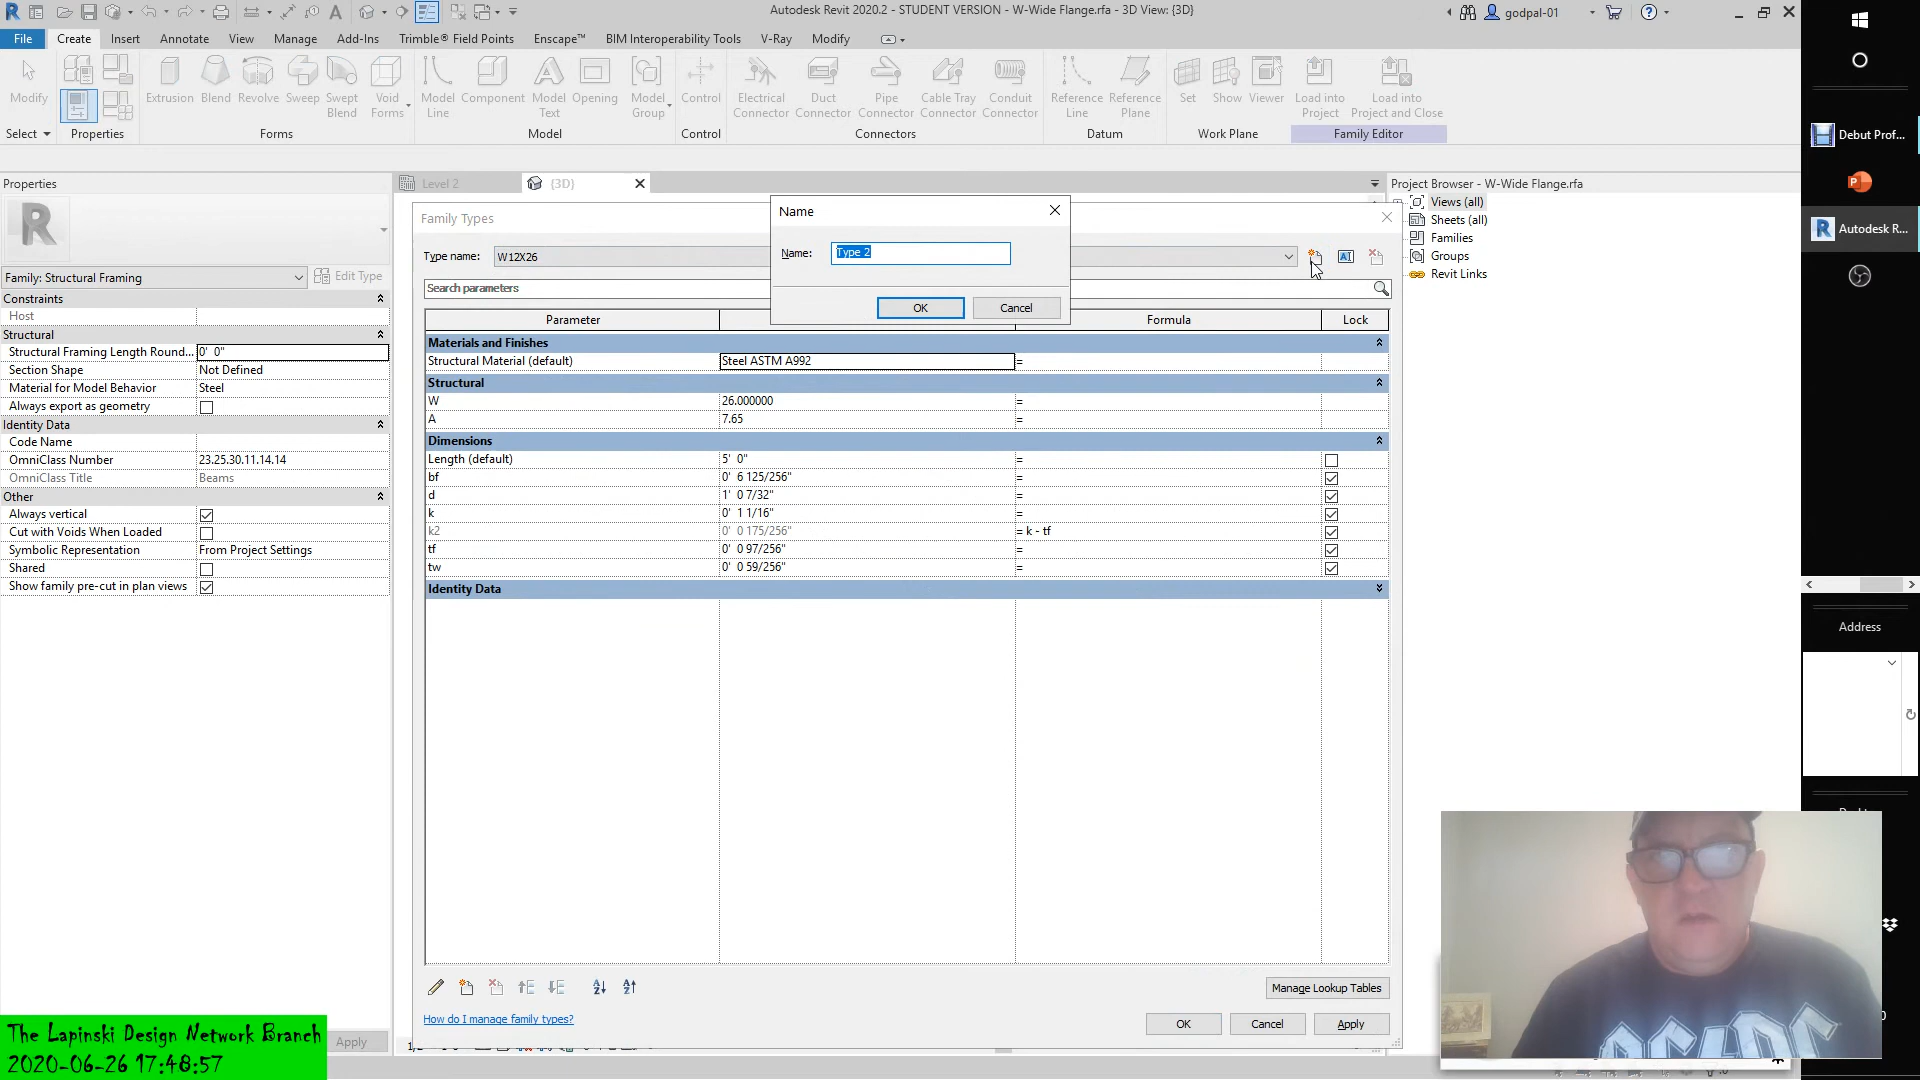 Autodesk Revit 2020.2 - STUDENT VERSION - W-Wide Flange.rfa - 3D View: {3D}
godpal-01
File Create Insert Annotate View Manage Add-Ins Trimble® Field Points Enscape™ BIM Interoperability Tools V-Ray Modify
Modify Extrusion Blend Revolve Sweep Swept Blend Void Forms Model Line Component Model Text Opening Model Group Control Electrical Connector Duct Connector Pipe Connector Cable Tray Connector Conduit Connector Reference Line Reference Plane Set Show Viewer Load into Project Load into Project and Close
Select Properties Forms Model Control Connectors Datum Work Plane Family Editor
Debut Prof...
Autodesk R...
Address
Properties
Family: Structural Framing Edit Type
Constraints
Host
Structural
Structural Framing Length Round... 0' 0"
Section Shape Not Defined
Material for Model Behavior Steel
Always export as geometry
Identity Data
Code Name
OmniClass Number 23.25.30.11.14.14
OmniClass Title Beams
Other
Always vertical
Cut with Voids When Loaded
Symbolic Representation From Project Settings
Shared
Show family pre-cut in plan views
Apply
Level 2 {3D}
Family Types
Type name: W12X26
Search parameters
Name
Name: Type 2
OK Cancel
Parameter Formula Lock
Materials and Finishes
Structural Material (default) Steel ASTM A992 =
Structural
W 26.000000 =
A 7.65 =
Dimensions
Length (default) 5' 0" =
bf 0' 6 125/256" =
d 1' 0 7/32" =
k 0' 1 1/16" =
k2 0' 0 175/256" = k - tf
tf 0' 0 97/256" =
tw 0' 0 59/256" =
Identity Data
Manage Lookup Tables
How do I manage family types?
OK Cancel Apply
Project Browser - W-Wide Flange.rfa
Views (all)
Sheets (all)
Families
Groups
Revit Links
The Lapinski Design Network Branch
2020-06-26 17:48:57